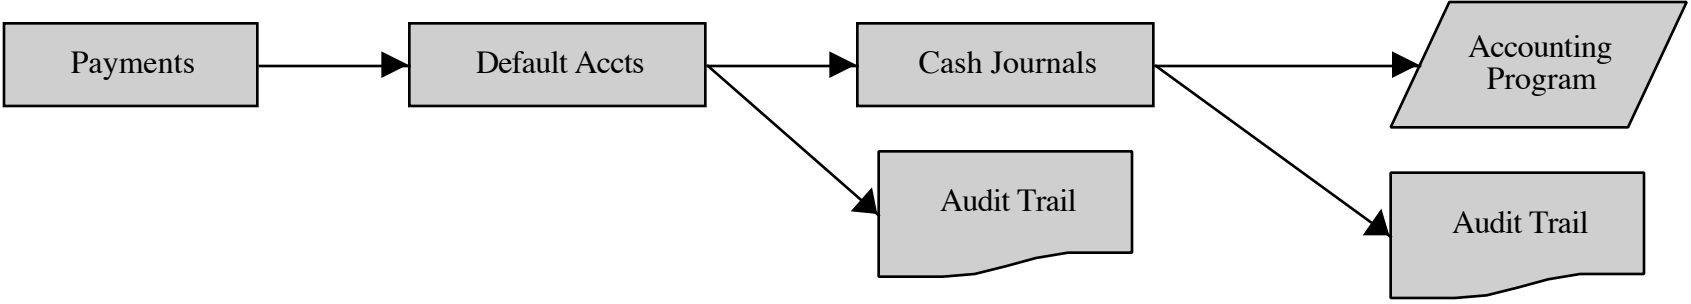 Payments
Default Accts
Cash Journals
Accounting
Program
Audit Trail
Audit Trail